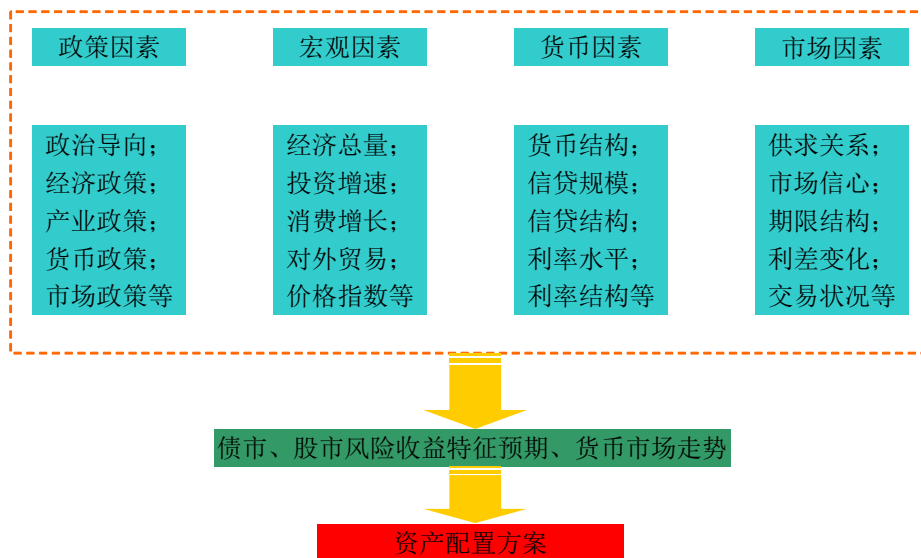 政策因素
宏观因素
货币因素
市场因素
政治导向；
经济政策；
产业政策；
货币政策；
市场政策等
经济总量；
投资增速；
消费增长；
对外贸易；
价格指数等
货币结构；
信贷规模；
信贷结构；
利率水平；
利率结构等
供求关系；
市场信心；
期限结构；
利差变化；
交易状况等
债市、股市风险收益特征预期、货币市场走势
资产配置方案